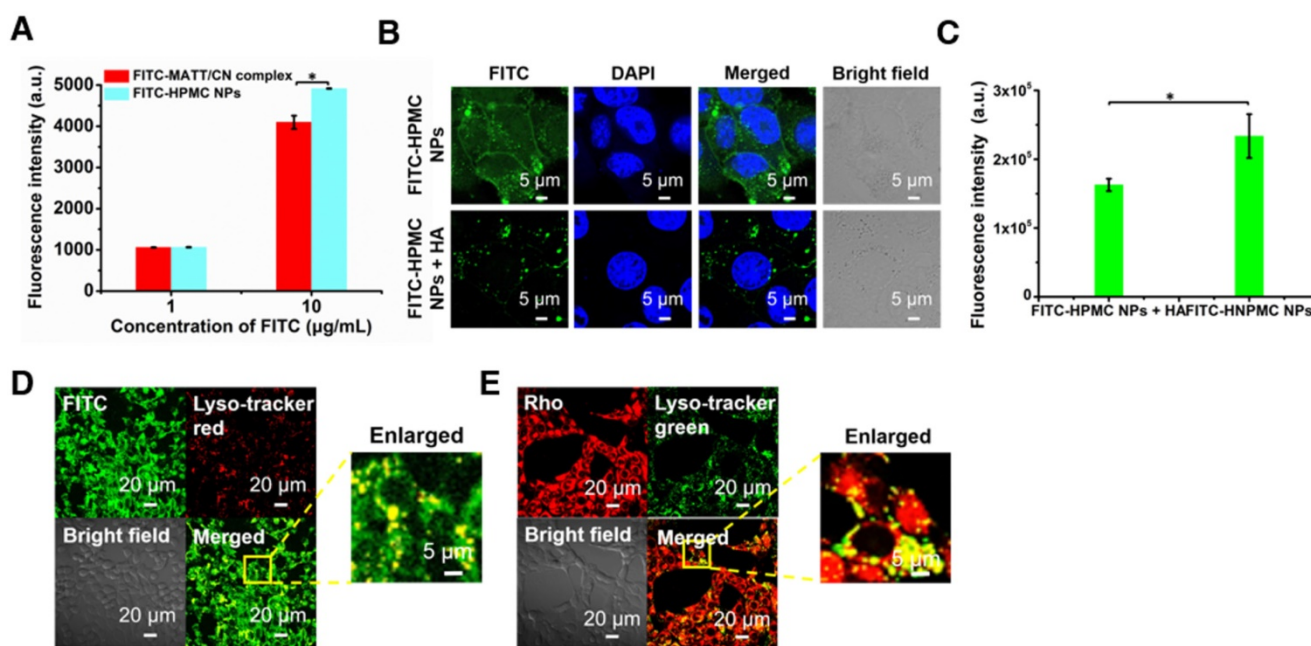 A
Fluorescence intensity (a.u.)
5000
4000
3000
2000
1000
0
FITC-MATT/CN complex
FITC-HPMC NPs
*
1
10
Concentration of FITC (μg/mL)
B
FITC
DAPI
Merged
Bright field
FITC-HPMC
NPs
5 μm
5 μm
5 μm
5 μm
FITC-HPMC
NPs + HA
5 μm
5 μm
5 μm
5 μm
C
Fluorescence intensity (a.u.)
3x10⁵
2x10⁵
1x10⁵
0
*
FITC-HPMC NPs + HAFITC-HNPMC NPs
D
FITC
20 μm
Lyso-tracker
red
20 μm
Bright field
20 μm
Merged
20 μm
Enlarged
5 μm
E
Rho
20 μm
Lyso-tracker
green
20 μm
Bright field
20 μm
Merged
20 μm
Enlarged
5 μm